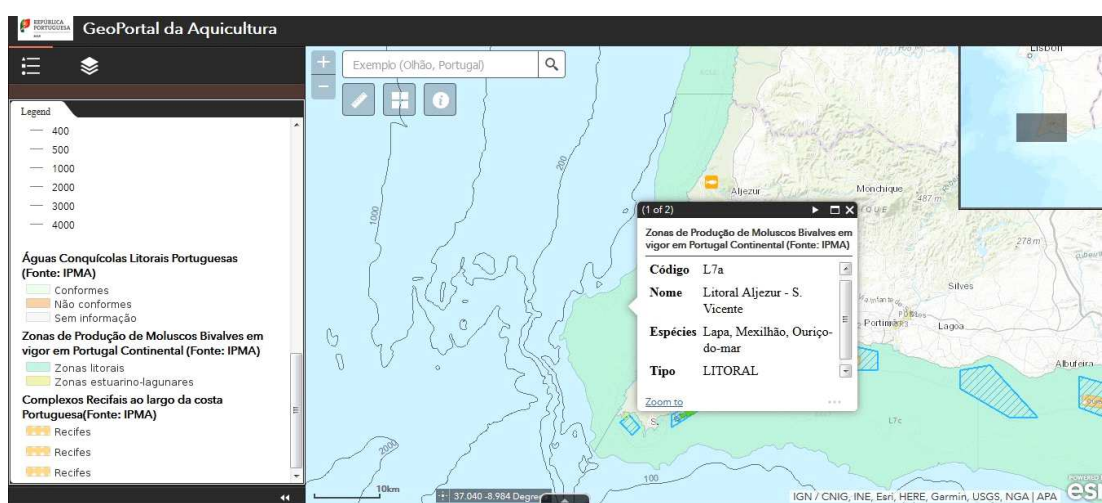 REPÚBLICA
PORTUGUESA
GeoPortal da Aquicultura
Legend
400
500
1000
2000
3000
4000
Águas Conquícolas Litorais Portuguesas
(Fonte: IPMA)
Conformes
Não conformes
Sem informação
Zonas de Produção de Moluscos Bivalves em
vigor em Portugal Continental (Fonte: IPMA)
Zonas litorais
Zonas estuarino-lagunares
Complexos Recifais ao largo da costa
Portuguesa(Fonte: IPMA)
Recifes
Recifes
Recifes
+
Exemplo (Olhão, Portugal)
−
Lisbon
200
1000
Aljezur
Monchique
487 m
(1 of 2)
Zonas de Produção de Moluscos Bivalves em
vigor em Portugal Continental (Fonte: IPMA)
Código L7a
Nome Litoral Aljezur - S.
Vicente
Espécies Lapa, Mexilhão, Ouriço-
do-mar
Tipo LITORAL
Zoom to
278 m
Silves
Portimão
Lagoa
Albufeira
L7c
2000
100
10km
37.040 -8.984 Degre
IGN / CNIG, INE, Esri, HERE, Garmin, USGS, NGA | APA
POWERED BY
esri